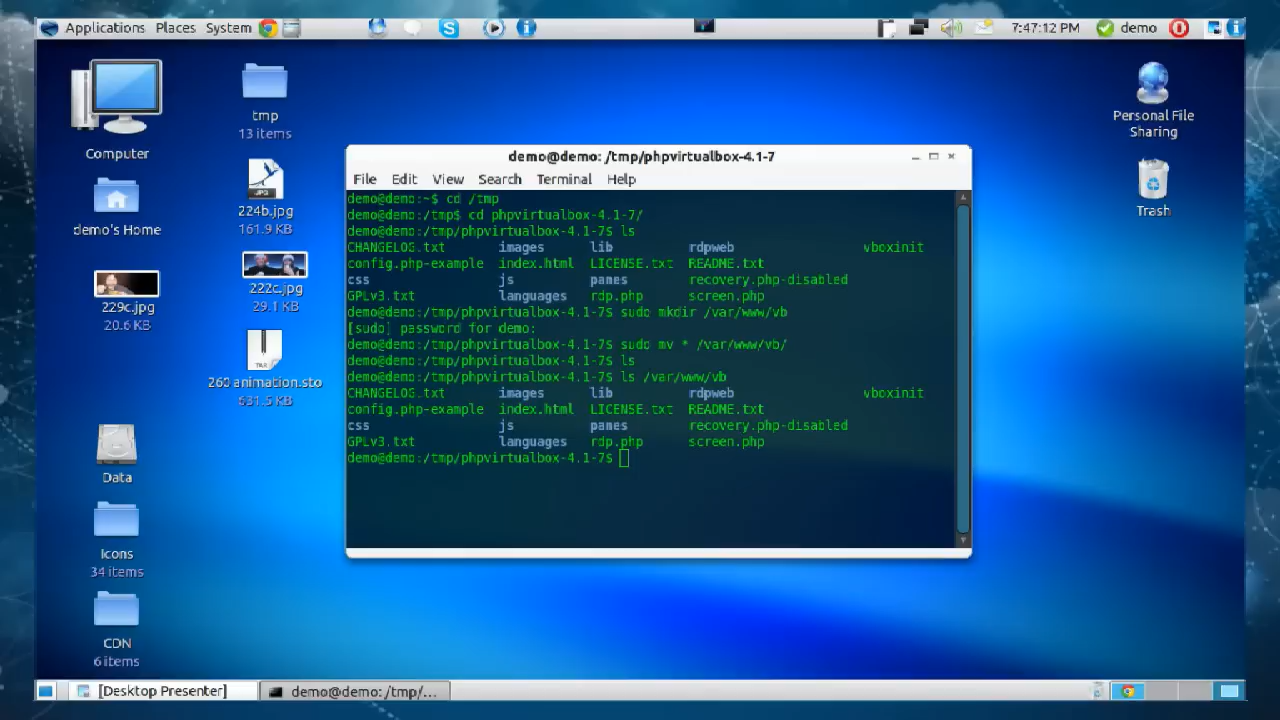 Applications Places System 7:47:12 PM demo
Computer
demo's Home
229c.jpg
20.6 KB
Data
Icons
34 items
CDN
6 items
tmp
13 items
224b.jpg
161.9 KB
222c.jpg
29.1 KB
260 animation.sto
631.5 KB
demo@demo: /tmp/phpvirtualbox-4.1-7
File Edit View Search Terminal Help
demo@demo:~$ cd /tmp
demo@demo:/tmp$ cd phpvirtualbox-4.1-7/
demo@demo:/tmp/phpvirtualbox-4.1-7$ ls
CHANGELOG.txt images lib rdpweb vboxinit
config.php-example index.html LICENSE.txt README.txt
css js panes recovery.php-disabled
GPLv3.txt languages rdp.php screen.php
demo@demo:/tmp/phpvirtualbox-4.1-7$ sudo mkdir /var/www/vb
[sudo] password for demo:
demo@demo:/tmp/phpvirtualbox-4.1-7$ sudo mv * /var/www/vb/
demo@demo:/tmp/phpvirtualbox-4.1-7$ ls
demo@demo:/tmp/phpvirtualbox-4.1-7$ ls /var/www/vb
CHANGELOG.txt images lib rdpweb vboxinit
config.php-example index.html LICENSE.txt README.txt
css js panes recovery.php-disabled
GPLv3.txt languages rdp.php screen.php
demo@demo:/tmp/phpvirtualbox-4.1-7$
Personal File
Sharing
Trash
[Desktop Presenter] demo@demo:/tmp/...